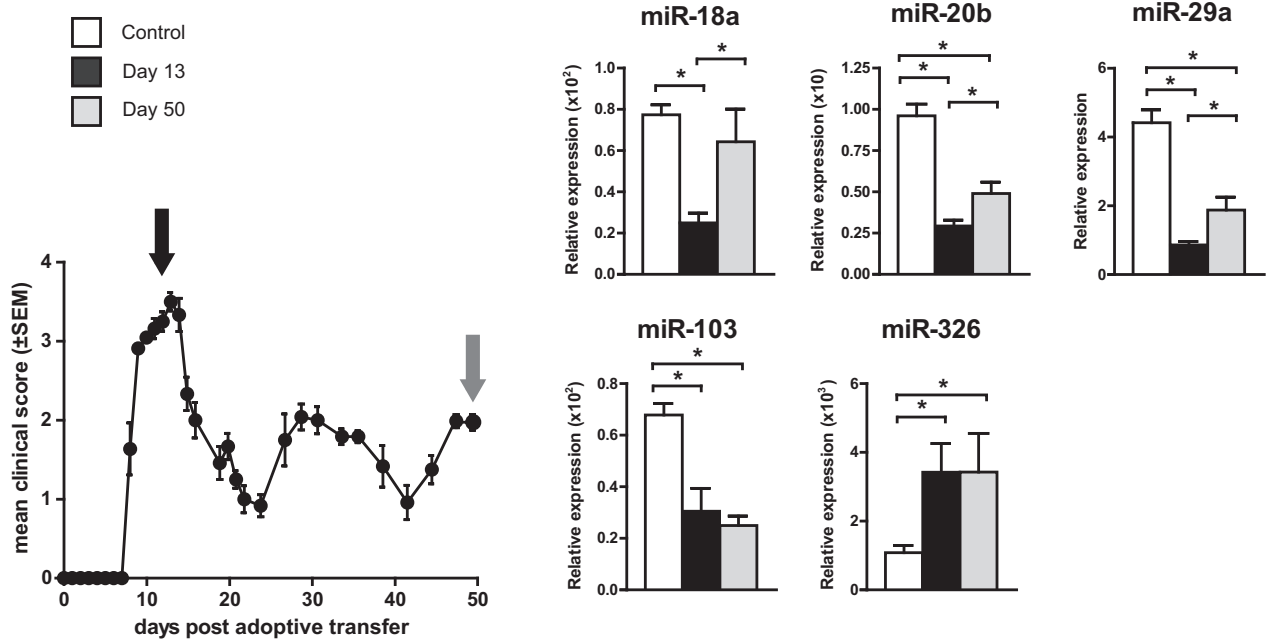 Control
Day 13
Day 50
mean clinical score (±SEM)
4
3
2
1
0
0 10 20 30 40 50
days post adoptive transfer
miR-18a
Relative expression (x10²)
1.0
0.8
0.6
0.4
0.2
0.0
* *
miR-20b
Relative expression (x10)
1.25
1.00
0.75
0.50
0.25
0.00
*
*
*
miR-29a
Relative expression
6
4
2
0
*
*
*
miR-103
Relative expression (x10²)
0.8
0.6
0.4
0.2
0.0
*
*
miR-326
Relative expression (x10³)
6
4
2
0
*
*